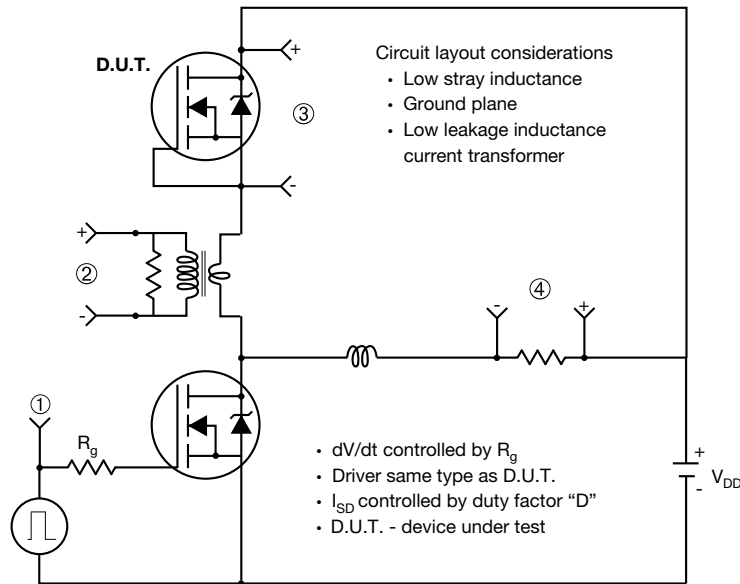 D.U.T.
+
Circuit layout considerations
• Low stray inductance
• Ground plane
• Low leakage inductance
current transformer
③
-
+
②
-
④
-
+
①
R<sub>g</sub>
• dV/dt controlled by R<sub>g</sub>
• Driver same type as D.U.T.
• I<sub>SD</sub> controlled by duty factor “D”
• D.U.T. - device under test
+
V<sub>DD</sub>
-